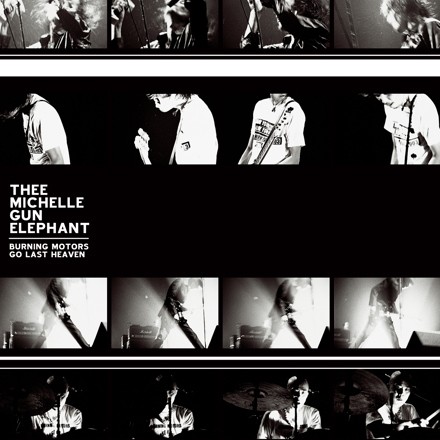 THEE
MICHELLE
GUN
ELEPHANT
BURNING MOTORS
GO LAST HEAVEN